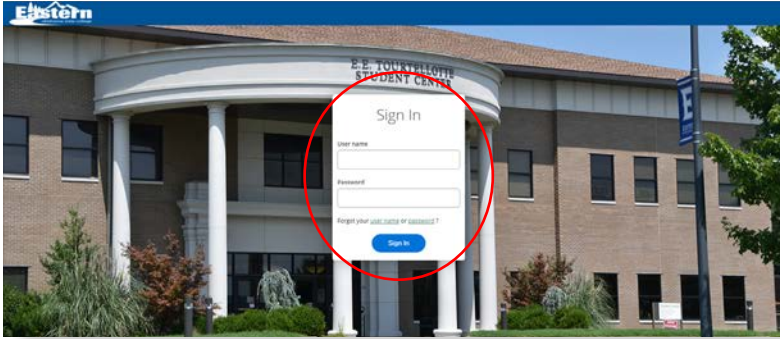 Eastern
E.E. TOURTELLOTTE
STUDENT CENTER
Sign In
User name
Password
Forgot your user name or password ?
Sign In
E